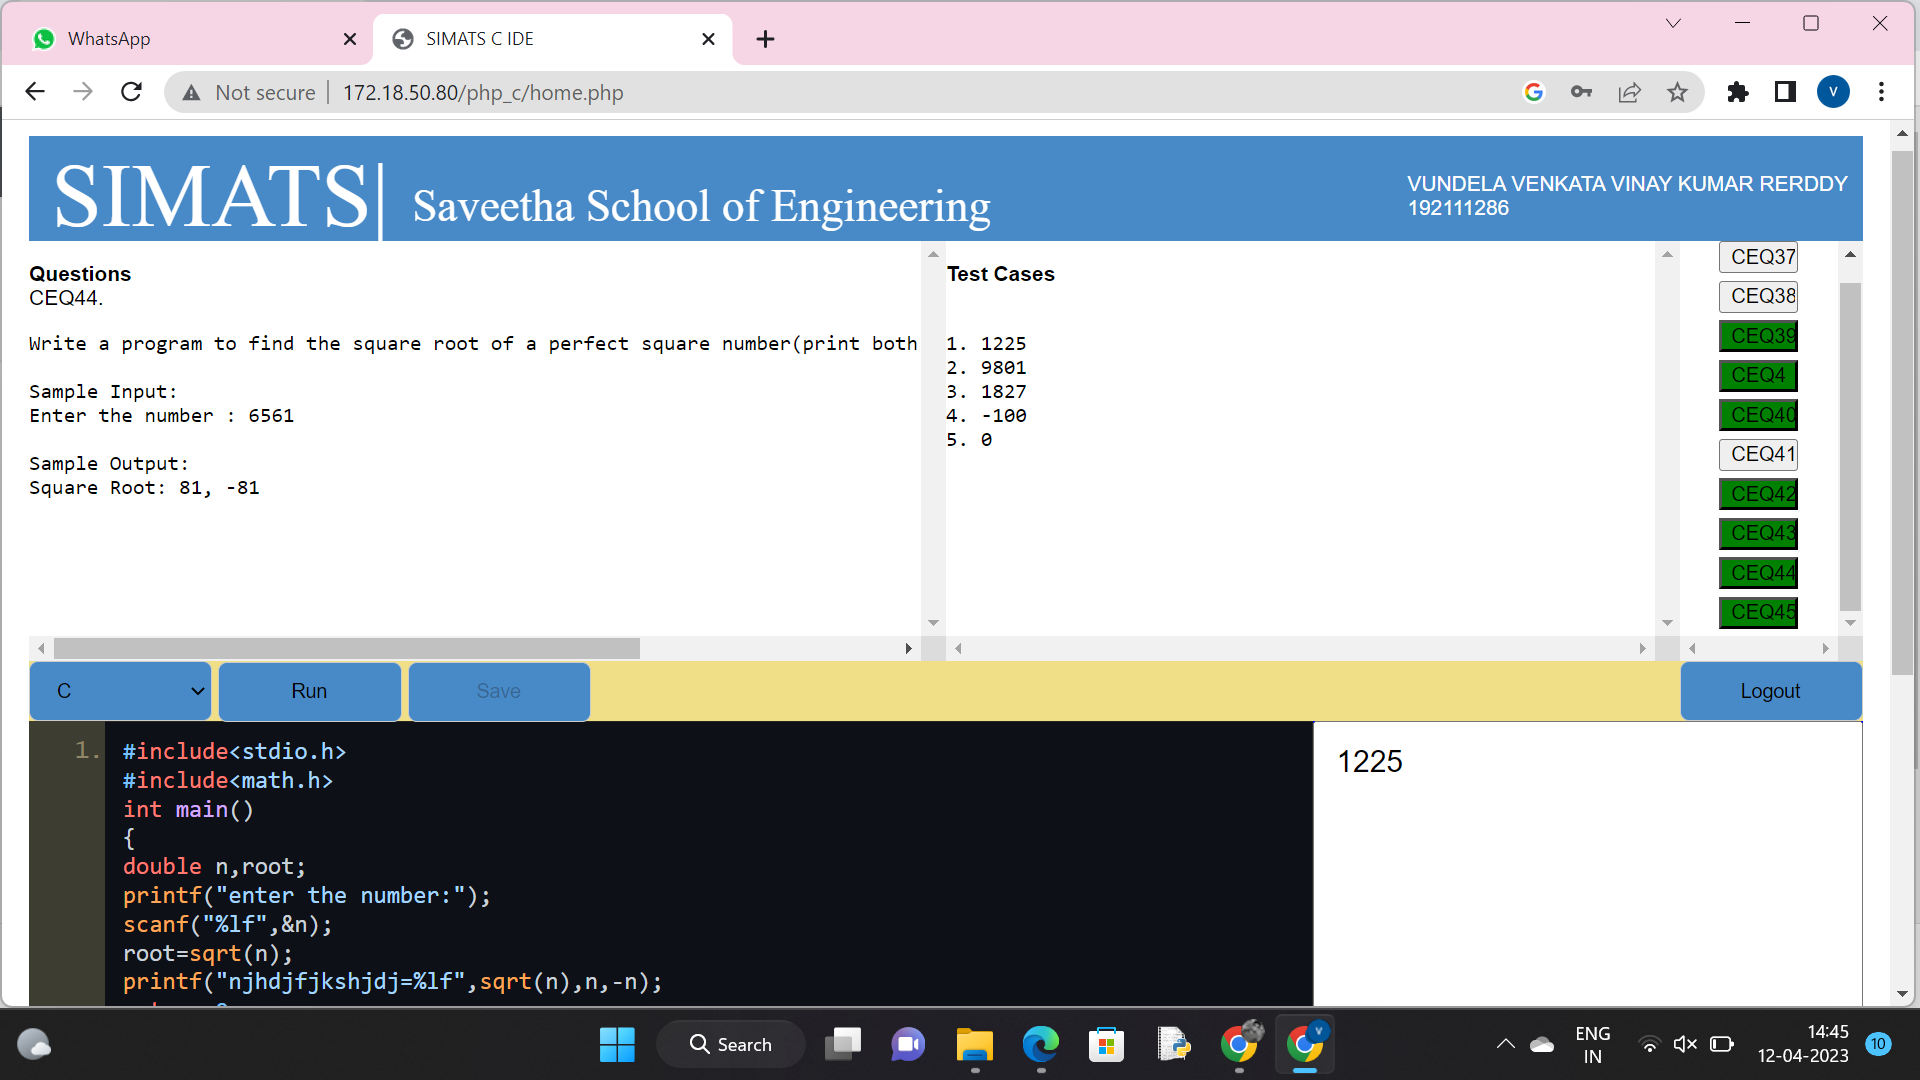 WhatsApp
SIMATS C IDE
Not secure
172.18.50.80/php_c/home.php
V
SIMATS|
Saveetha School of Engineering
VUNDELA VENKATA VINAY KUMAR RERDDY
192111286
Questions
CEQ44.
Write a program to find the square root of a perfect square number(print both
Sample Input:
Enter the number : 6561
Sample Output:
Square Root: 81, -81
Test Cases
1. 1225
2. 9801
3. 1827
4. -100
5. 0
CEQ37
CEQ38
CEQ39
CEQ4
CEQ40
CEQ41
CEQ42
CEQ43
CEQ44
CEQ45
C
Run
Save
Logout
1.
#include<stdio.h>
#include<math.h>
int main()
{
double n,root;
printf("enter the number:");
scanf("%lf",&n);
root=sqrt(n);
printf("njhdjfjkshjdj=%lf",sqrt(n),n,-n);
1225
Search
V
ENG
IN
14:45
12-04-2023
10